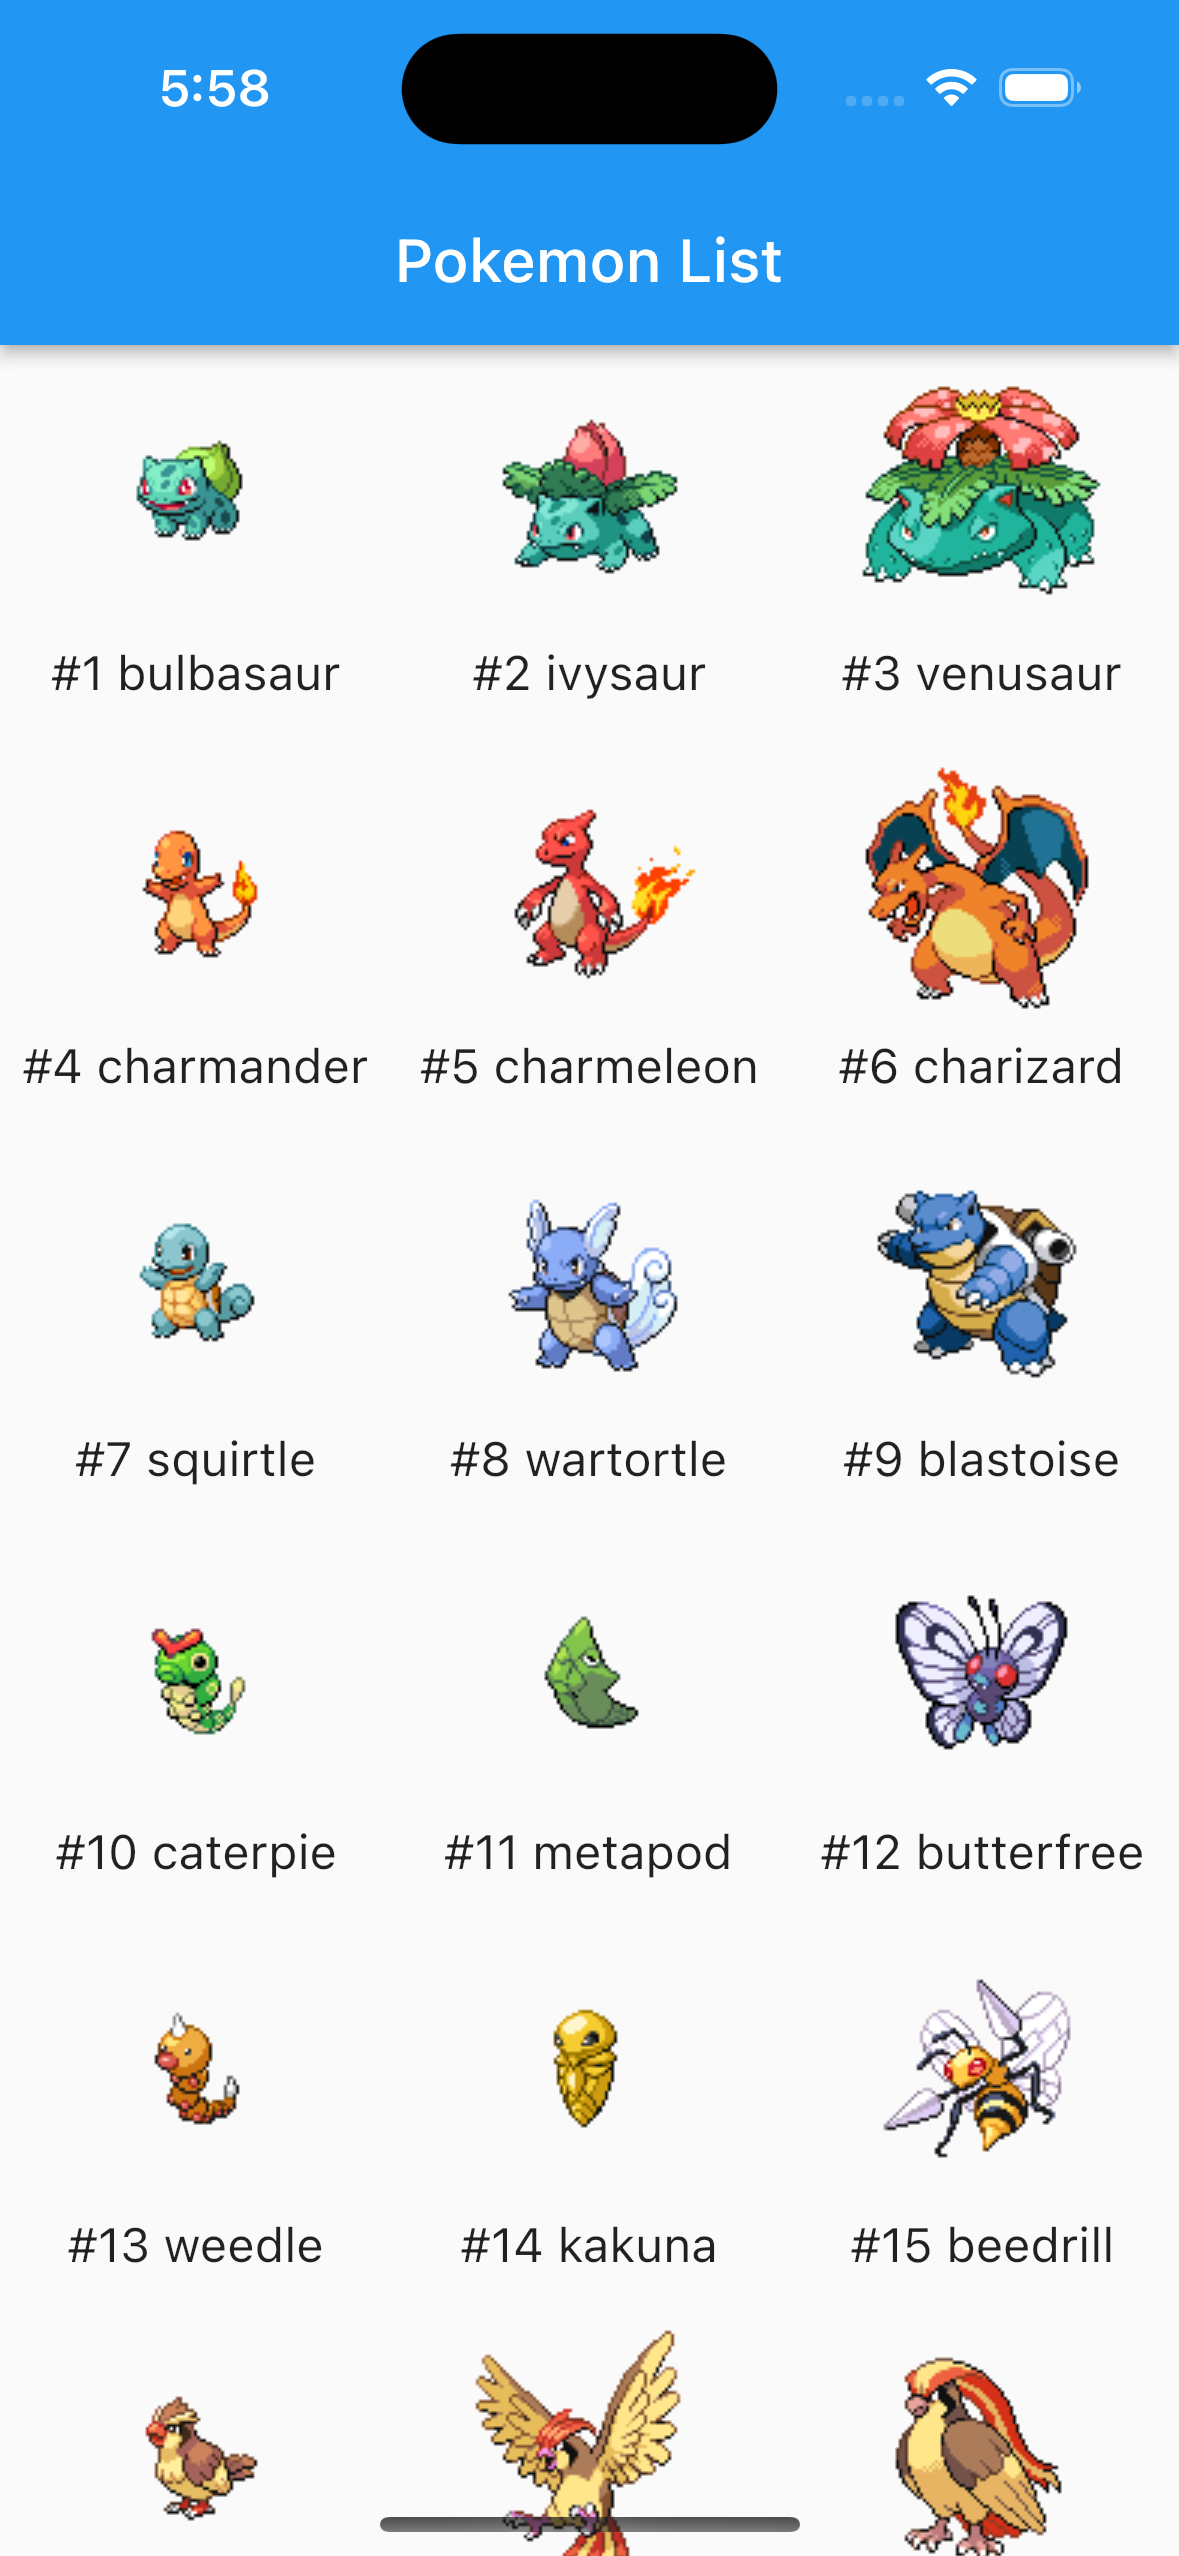 5:58
Pokemon List
#1 bulbasaur
#2 ivysaur
#3 venusaur
#4 charmander
#5 charmeleon
#6 charizard
#7 squirtle
#8 wartortle
#9 blastoise
#10 caterpie
#11 metapod
#12 butterfree
#13 weedle
#14 kakuna
#15 beedrill